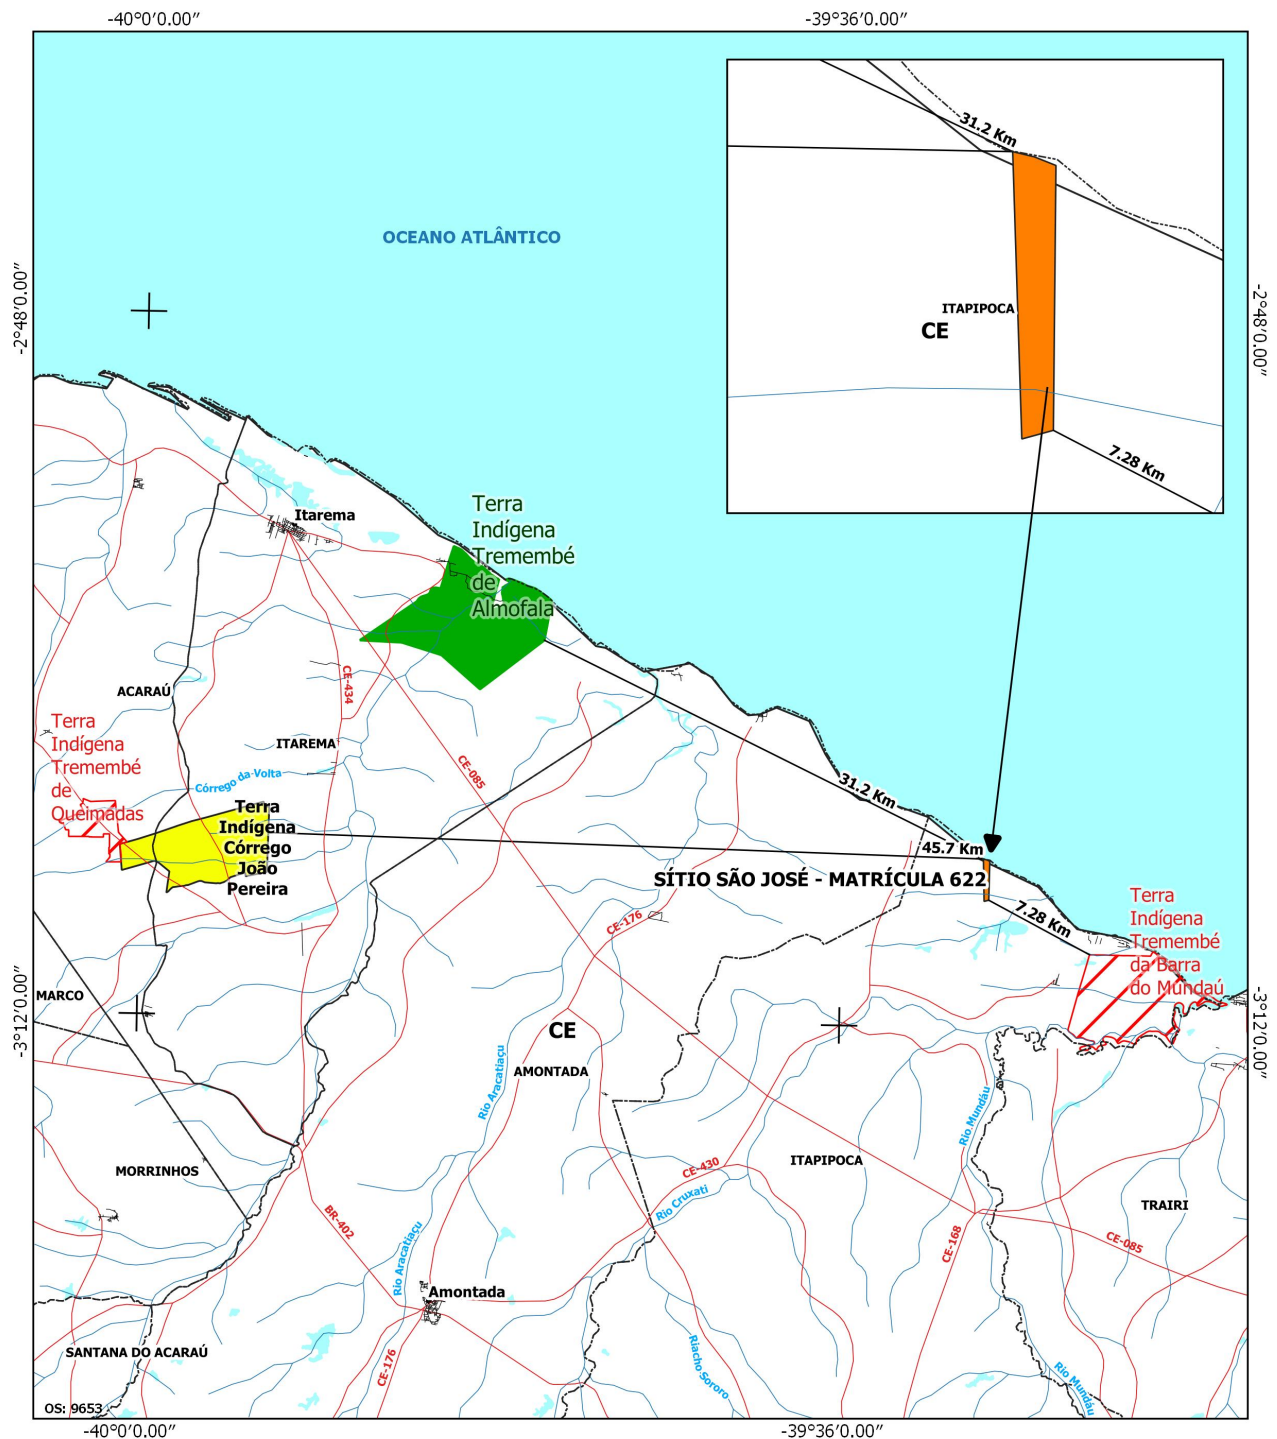 -40°0′0.00″
-39°36′0.00″
-2°48′0.00″
-2°48′0.00″
31.2 Km
ITAPIPOCA
CE
7.28 Km
OCEANO ATLÂNTICO
Itarema
Terra
Indígena
Tremembé
de
Almofala
CE-434
ACARAÚ
Terra
Indígena
Tremembé
de
Queimadas
ITAREMA
Córrego da Volta
CE-085
Terra
Indígena
Córrego
João
Pereira
31.2 Km
45.7 Km
SÍTIO SÃO JOSÉ - MATRÍCULA 622
7.28 Km
CE-176
Terra
Indígena
Tremembé
da Barra
do Mundaú
-3°12′0.00″
-3°12′0.00″
MARCO
CE
AMONTADA
Rio Aracatiaçu
Rio Mundáu
MORRINHOS
ITAPIPOCA
CE-430
Rio Cruxati
TRAIRI
BR-402
Rio Aracatiaçu
CE-168
CE-085
Amontada
SANTANA DO ACARAÚ
CE-176
Riacho Sororo
Rio Mundáu
OS: 9653
-40°0′0.00″
-39°36′0.00″